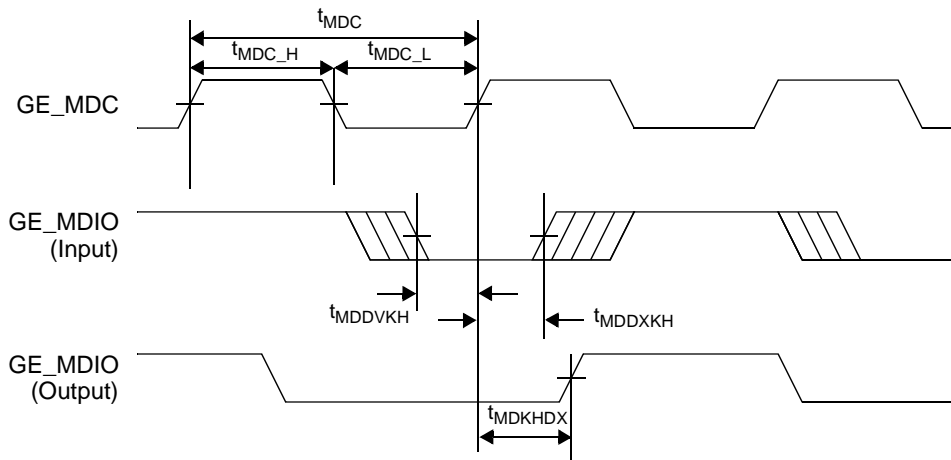 tMDC
tMDC_H
tMDC_L
GE_MDC
GE_MDIO
(Input)
tMDDVKH
tMDDXKH
GE_MDIO
(Output)
tMDKHDX